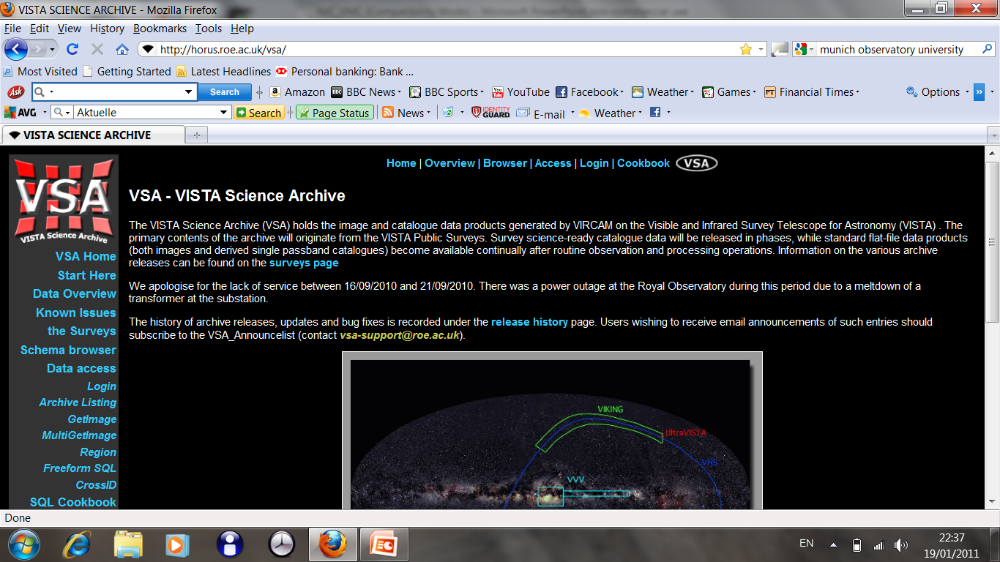 VISTA SCIENCE ARCHIVE - Mozilla Firefox
File Edit View History Bookmarks Tools Help
http://horus.roe.ac.uk/vsa/
munich observatory university
Most Visited Getting Started Latest Headlines Personal banking: Bank ...
Ask Search Amazon BBC BBC News BBC Sports You Tube YouTube Facebook Weather Games FT Financial Times Options »
AVG Aktuelle Search Page Status News IDENTITY GUARD E-mail Weather
VISTA SCIENCE ARCHIVE
Home | Overview | Browser | Access | Login | Cookbook VSA
VSA
VISTA Science Archive
VSA Home
Start Here
Data Overview
Known Issues
the Surveys
Schema browser
Data access
Login
Archive Listing
GetImage
MultiGetImage
Region
Freeform SQL
CrossID
SQL Cookbook
VSA - VISTA Science Archive
The VISTA Science Archive (VSA) holds the image and catalogue data products generated by VIRCAM on the Visible and Infrared Survey Telescope for Astronomy (VISTA) . The
primary contents of the archive will originate from the VISTA Public Surveys. Survey science-ready catalogue data will be released in phases, while standard flat-file data products
(both images and derived single passband catalogues) become available continually after routine observation and processing operations. Information on the various archive
releases can be found on the surveys page
We apologise for the lack of service between 16/09/2010 and 21/09/2010. There was a power outage at the Royal Observatory during this period due to a meltdown of a
transformer at the substation.
The history of archive releases, updates and bug fixes is recorded under the release history page. Users wishing to receive email announcements of such entries should
subscribe to the VSA_Announcelist (contact vsa-support@roe.ac.uk).
VIKING
UltraVISTA
VHS
VVV
Done
EN
22:37
19/01/2011